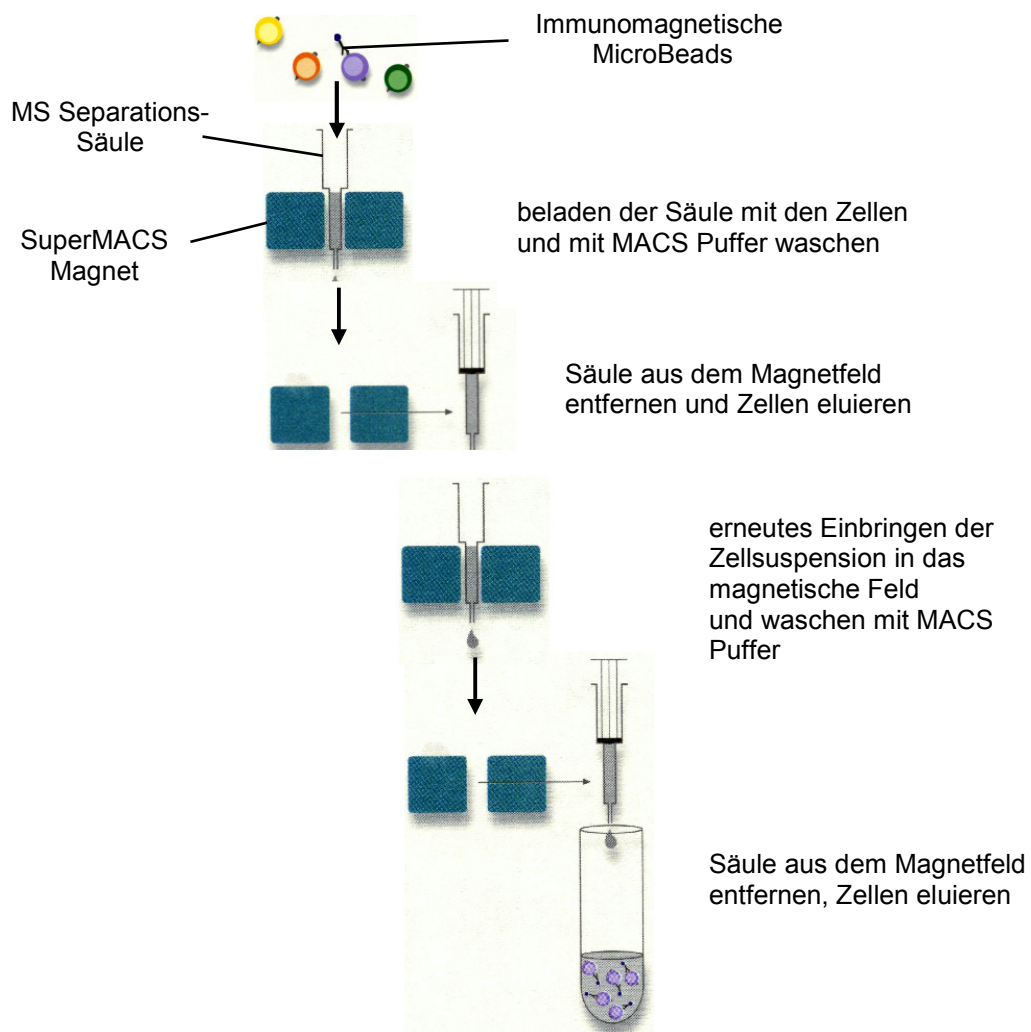 Immunomagnetische
MicroBeads
MS Separations-
Säule
SuperMACS
Magnet
beladen der Säule mit den Zellen
und mit MACS Puffer waschen
Säule aus dem Magnetfeld
entfernen und Zellen eluieren
erneutes Einbringen der
Zellsuspension in das
magnetische Feld
und waschen mit MACS
Puffer
Säule aus dem Magnetfeld
entfernen, Zellen eluieren